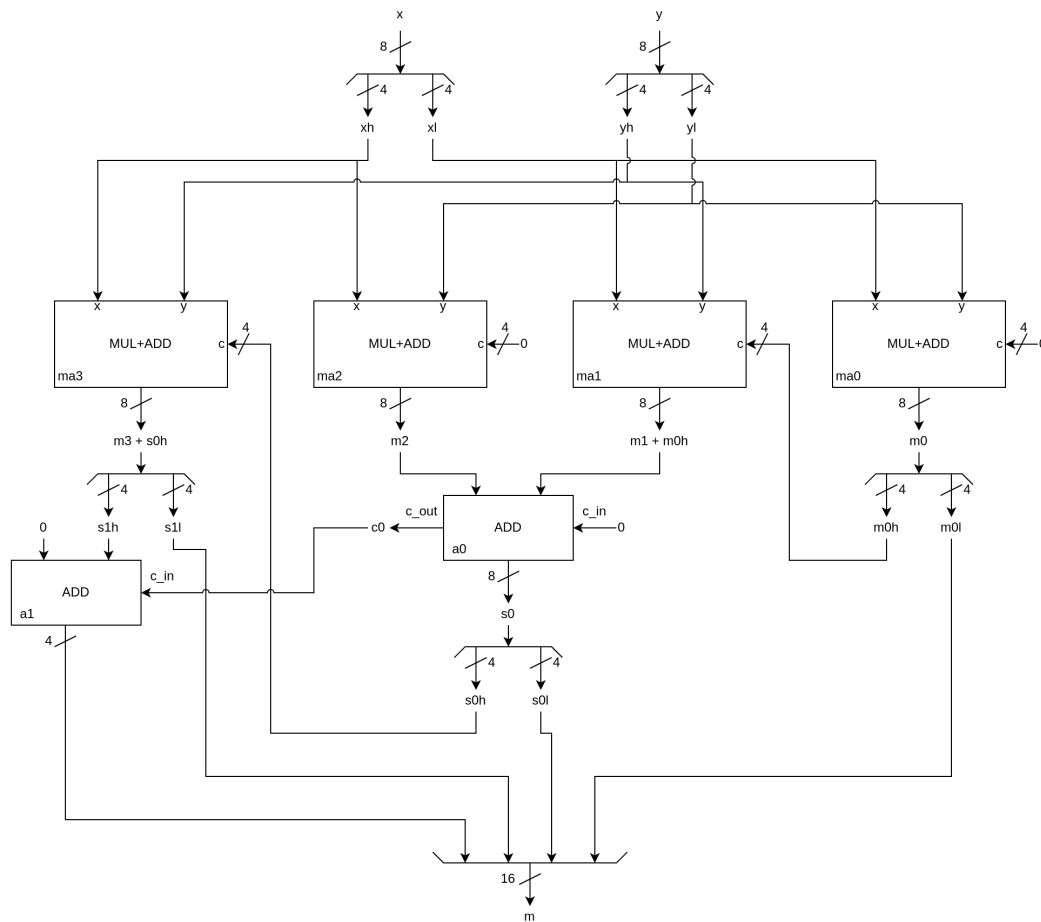 x
y
8
8
4
4
4
4
xh
xl
yh
yl
x
y
x
y
x
y
x
y
4
4
4
4
MUL+ADD
c
MUL+ADD
c
0
MUL+ADD
c
MUL+ADD
c
0
ma3
ma2
ma1
ma0
8
8
8
8
m3 + s0h
m2
m1 + m0h
m0
4
4
4
4
c_out
c_in
0
s1h
s1l
c0
ADD
0
m0h
m0l
a0
c_in
8
ADD
a1
s0
4
4
4
s0h
s0l
16
m